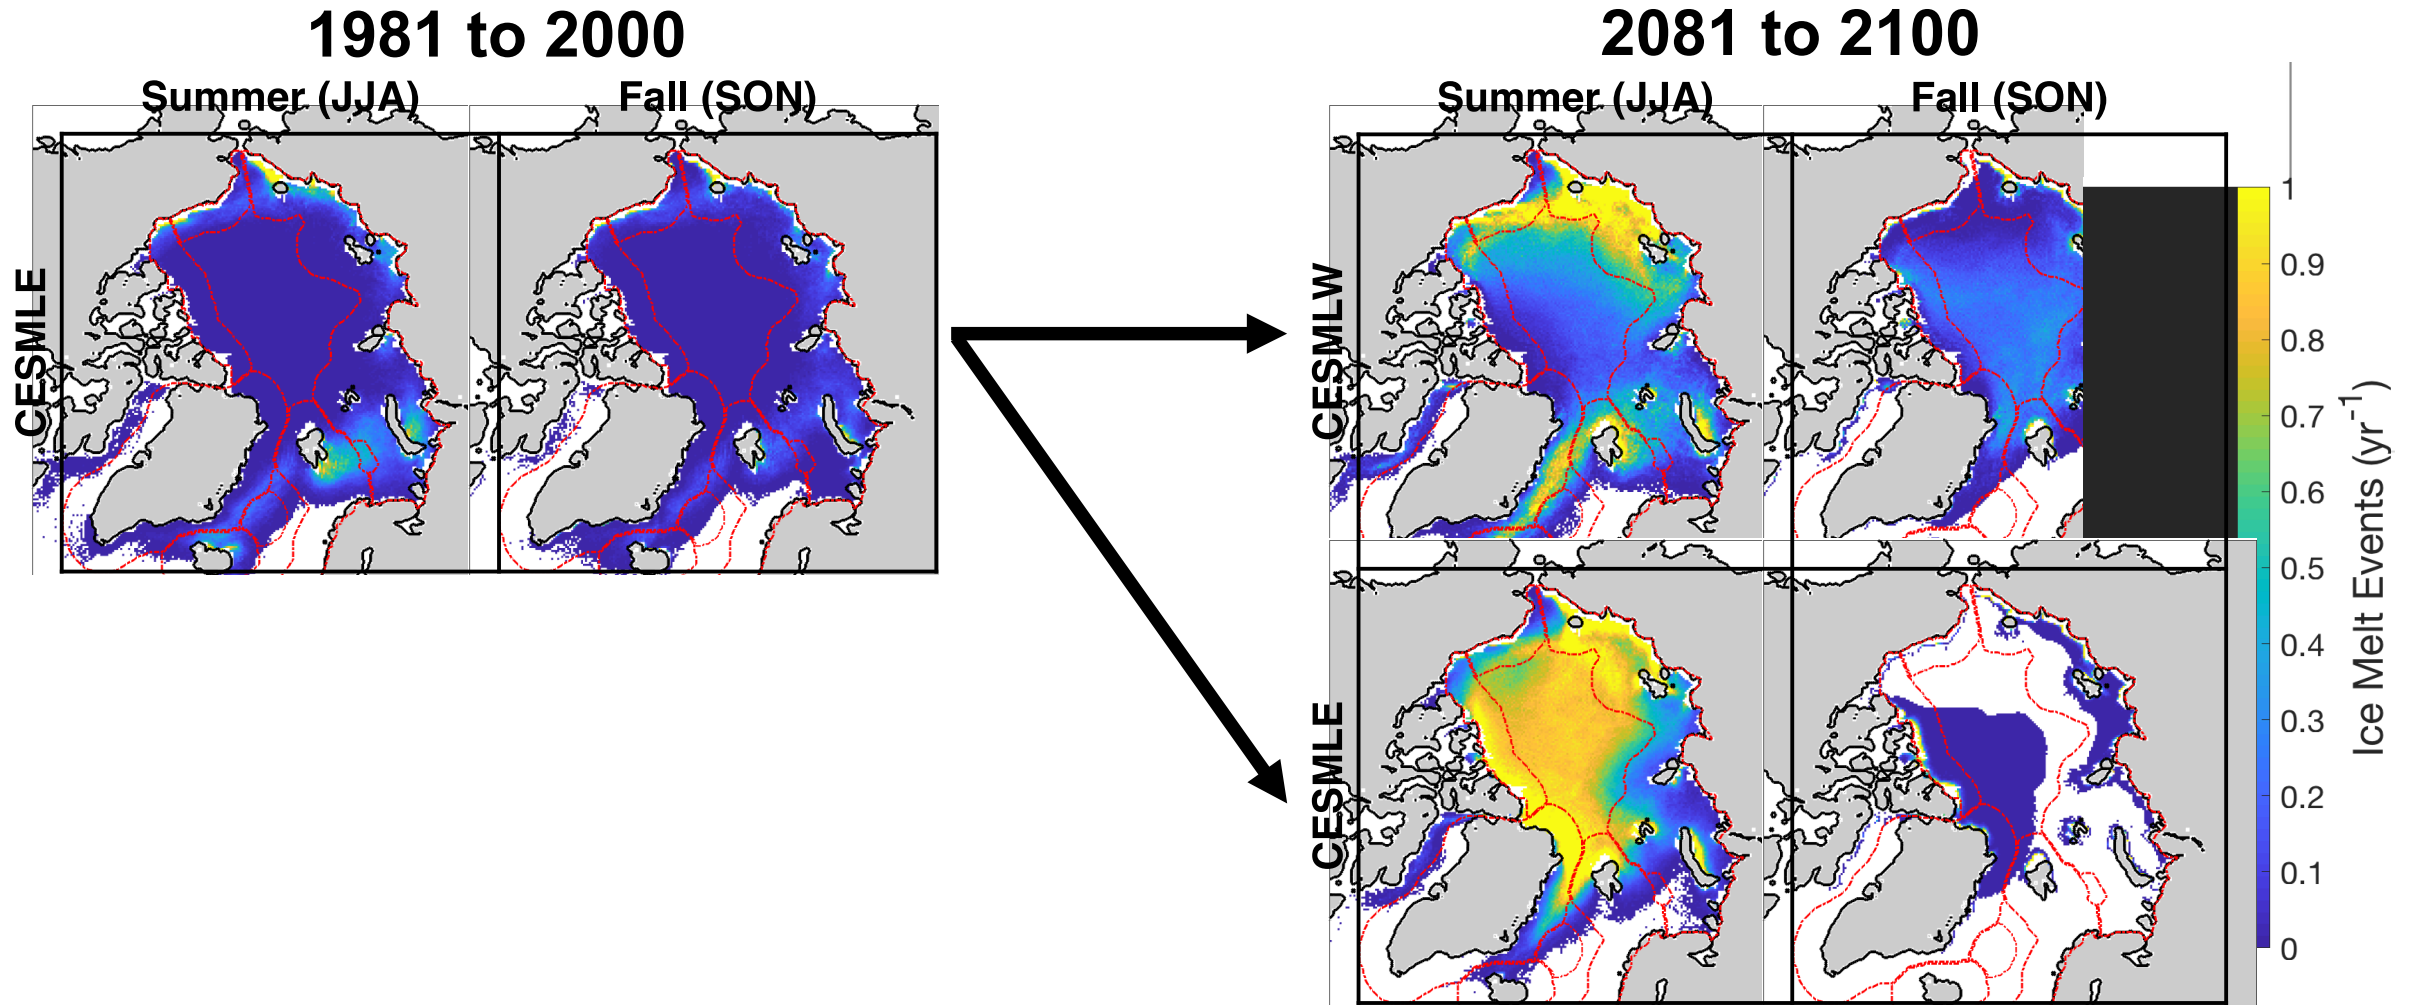 1981 to 2000
2081 to 2100
Summer (JJA)
Fall (SON)
Summer (JJA)
Fall (SON)
CESMLE
CESMLW
CESMLE
1
0.9
0.8
0.7
0.6
0.5
0.4
0.3
0.2
0.1
0
Ice Melt Events (yr⁻¹)